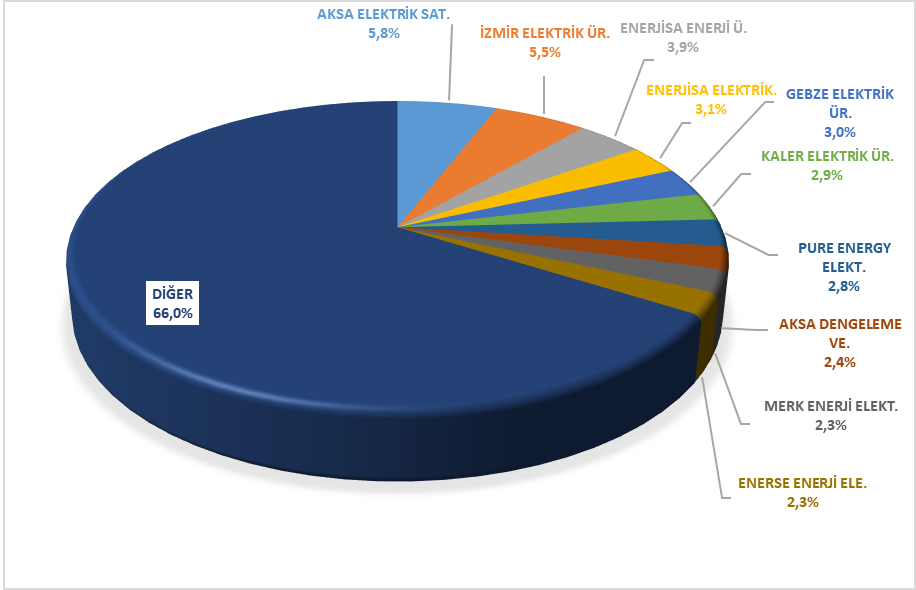 AKSA ELEKTRİK SAT.
5,8%
İZMİR ELEKTRİK ÜR.
5,5%
ENERJİSA ENERJİ Ü.
3,9%
ENERJİSA ELEKTRİK.
3,1%
GEBZE ELEKTRİK
ÜR.
3,0%
KALER ELEKTRİK ÜR.
2,9%
PURE ENERGY
ELEKT.
2,8%
AKSA DENGELEME
VE.
2,4%
MERK ENERJİ ELEKT.
2,3%
ENERSE ENERJİ ELE.
2,3%
DİĞER
66,0%